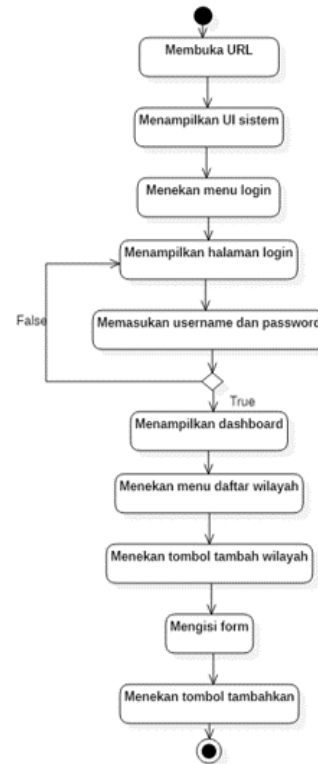 Membuka URL
Menampilkan UI sistem
Menekan menu login
Menampilkan halaman login
False
Memasukan username dan password
True
Menampilkan dashboard
Menekan menu daftar wilayah
Menekan tombol tambah wilayah
Mengisi form
Menekan tombol tambahkan